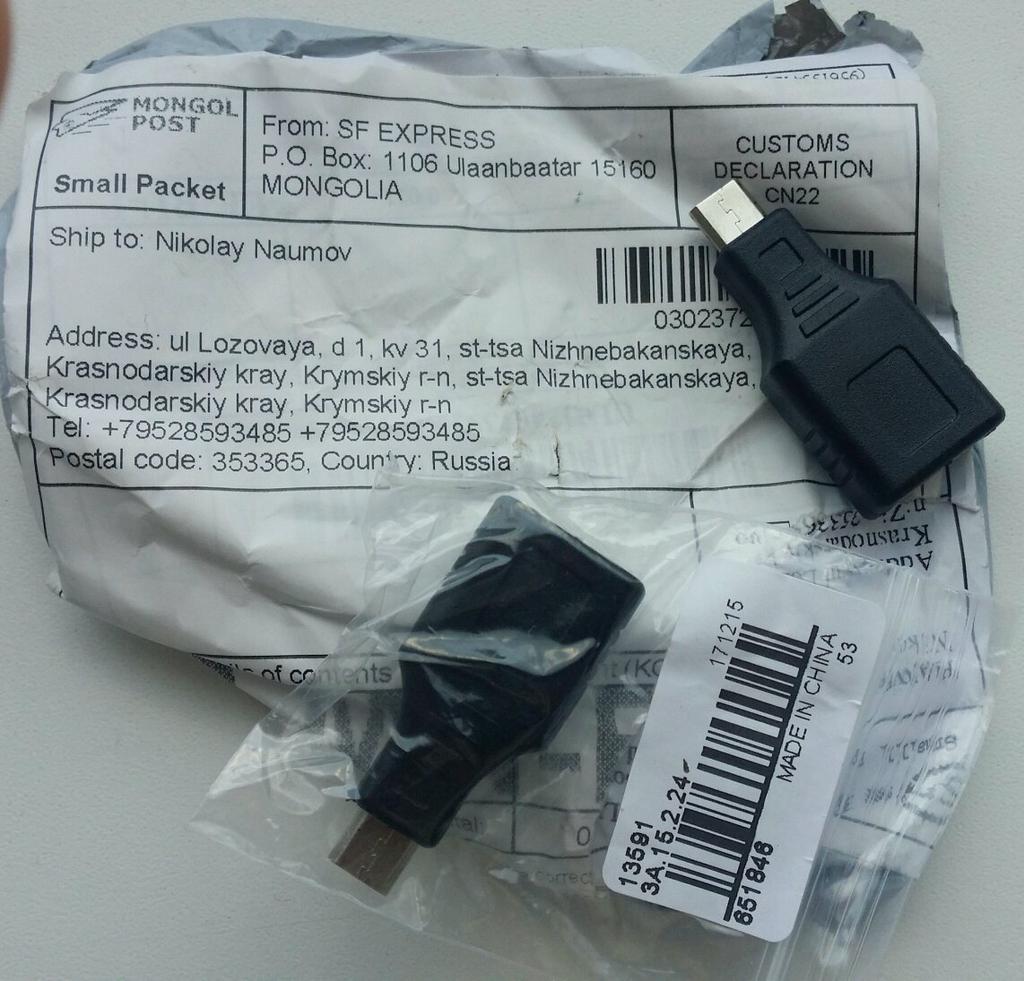 MONGOL
POST
Small Packet
From: SF EXPRESS
P.O. Box: 1106 Ulaanbaatar 15160
MONGOLIA
CUSTOMS
DECLARATION
CN22
Ship to: Nikolay Naumov
0302372
Address: ul Lozovaya, d 1, kv 31, st-tsa Nizhnebakanskaya,
Krasnodarskiy kray, Krymskiy r-n, st-tsa Nizhnebakanskaya,
Krasnodarskiy kray, Krymskiy r-n
Tel: +79528593485 +79528593485
Postal code: 353365, Country: Russia
of contents
(KG
0
correct
171215
MADE IN CHINA
53
13591
3A.15.2.24-
651846